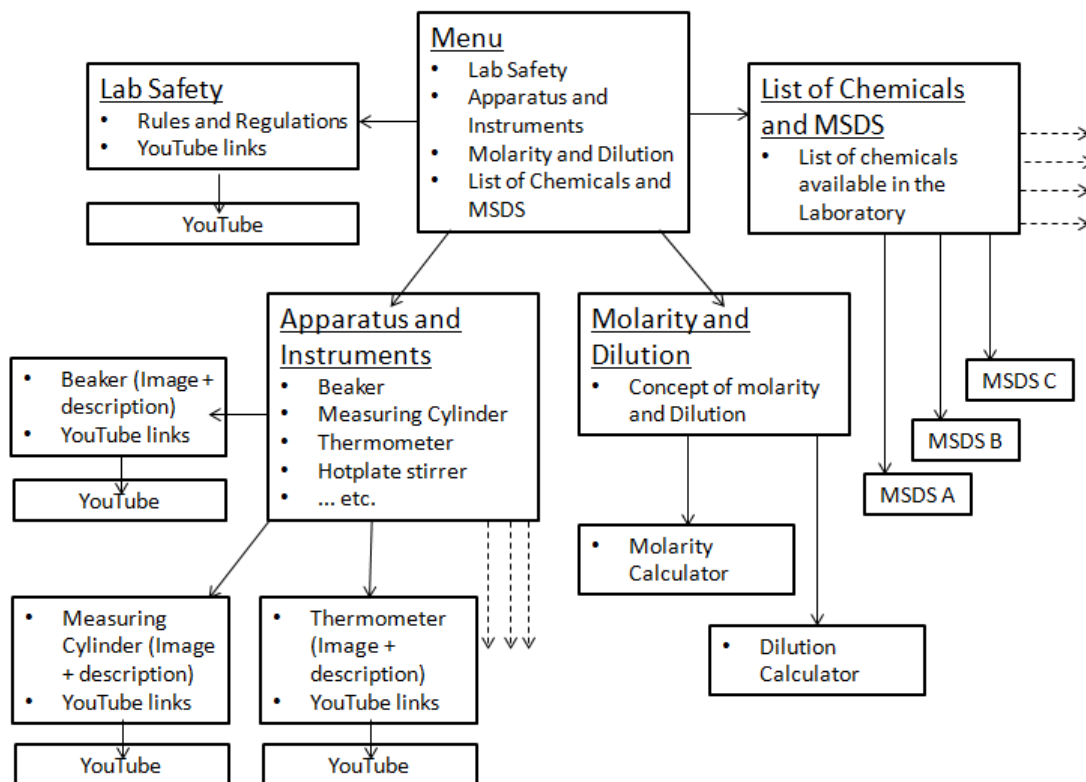 Menu
• Lab Safety
• Apparatus and
Instruments
• Molarity and Dilution
• List of Chemicals and
MSDS
Lab Safety
• Rules and Regulations
• YouTube links
YouTube
List of Chemicals
and MSDS
• List of chemicals
available in the
Laboratory
MSDS C
MSDS B
MSDS A
Apparatus and
Instruments
• Beaker
• Measuring Cylinder
• Thermometer
• Hotplate stirrer
• ... etc.
• Beaker (Image +
description)
• YouTube links
YouTube
• Measuring
Cylinder (Image
+ description)
• YouTube links
YouTube
• Thermometer
(Image +
description)
• YouTube links
YouTube
Molarity and
Dilution
• Concept of molarity
and Dilution
• Molarity
Calculator
• Dilution
Calculator